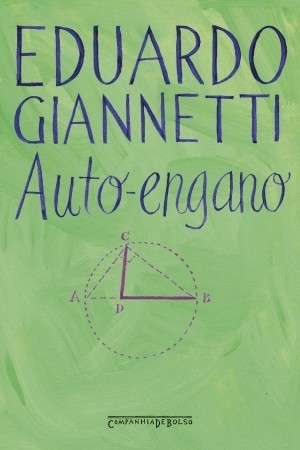 EDUARDO
GIANNETTI
Auto-engano
C
A
B
D
COMPANHIADEBOLSO